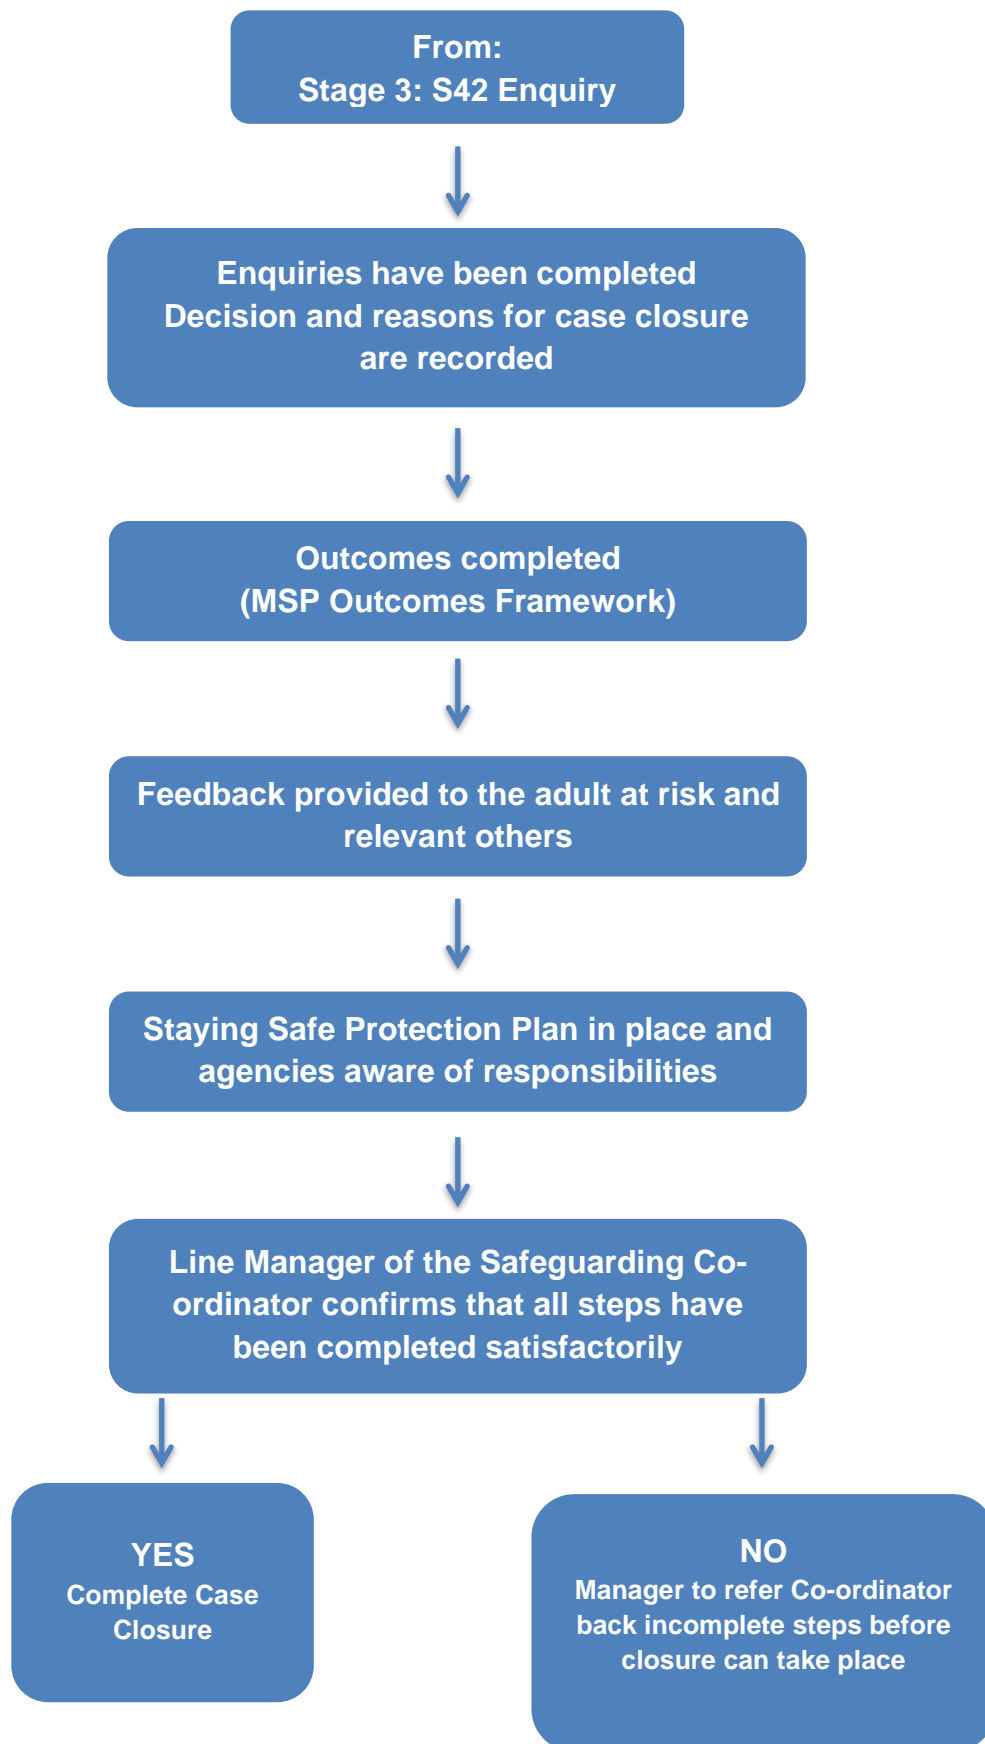 From:
Stage 3: S42 Enquiry
Enquiries have been completed
Decision and reasons for case closure
are recorded
Outcomes completed
(MSP Outcomes Framework)
Feedback provided to the adult at risk and
relevant others
Staying Safe Protection Plan in place and
agencies aware of responsibilities
Line Manager of the Safeguarding Co-
ordinator confirms that all steps have
been completed satisfactorily
YES
Complete Case
Closure
NO
Manager to refer Co-ordinator
back incomplete steps before
closure can take place